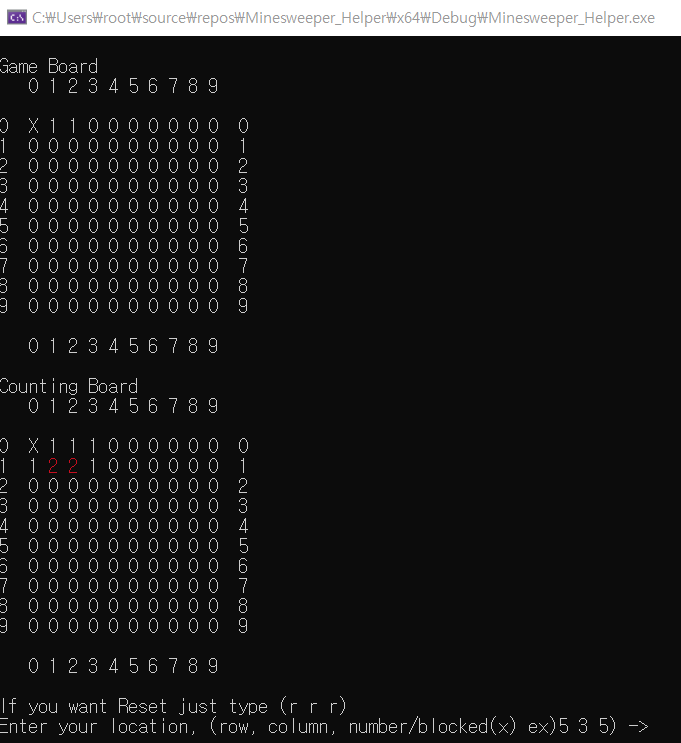 C:₩Users₩root₩source₩repos₩Minesweeper_Helper₩x64₩Debug₩Minesweeper_Helper.exe
Game Board
0 1 2 3 4 5 6 7 8 9
0 X 1 1 0 0 0 0 0 0 0 0
1 0 0 0 0 0 0 0 0 0 0 1
2 0 0 0 0 0 0 0 0 0 0 2
3 0 0 0 0 0 0 0 0 0 0 3
4 0 0 0 0 0 0 0 0 0 0 4
5 0 0 0 0 0 0 0 0 0 0 5
6 0 0 0 0 0 0 0 0 0 0 6
7 0 0 0 0 0 0 0 0 0 0 7
8 0 0 0 0 0 0 0 0 0 0 8
9 0 0 0 0 0 0 0 0 0 0 9
0 1 2 3 4 5 6 7 8 9
Counting Board
0 1 2 3 4 5 6 7 8 9
0 X 1 1 1 0 0 0 0 0 0 0
1 1 2 2 1 0 0 0 0 0 0 1
2 0 0 0 0 0 0 0 0 0 0 2
3 0 0 0 0 0 0 0 0 0 0 3
4 0 0 0 0 0 0 0 0 0 0 4
5 0 0 0 0 0 0 0 0 0 0 5
6 0 0 0 0 0 0 0 0 0 0 6
7 0 0 0 0 0 0 0 0 0 0 7
8 0 0 0 0 0 0 0 0 0 0 8
9 0 0 0 0 0 0 0 0 0 0 9
0 1 2 3 4 5 6 7 8 9
If you want Reset just type (r r r)
Enter your location, (row, column, number/blocked(x) ex)5 3 5) ->